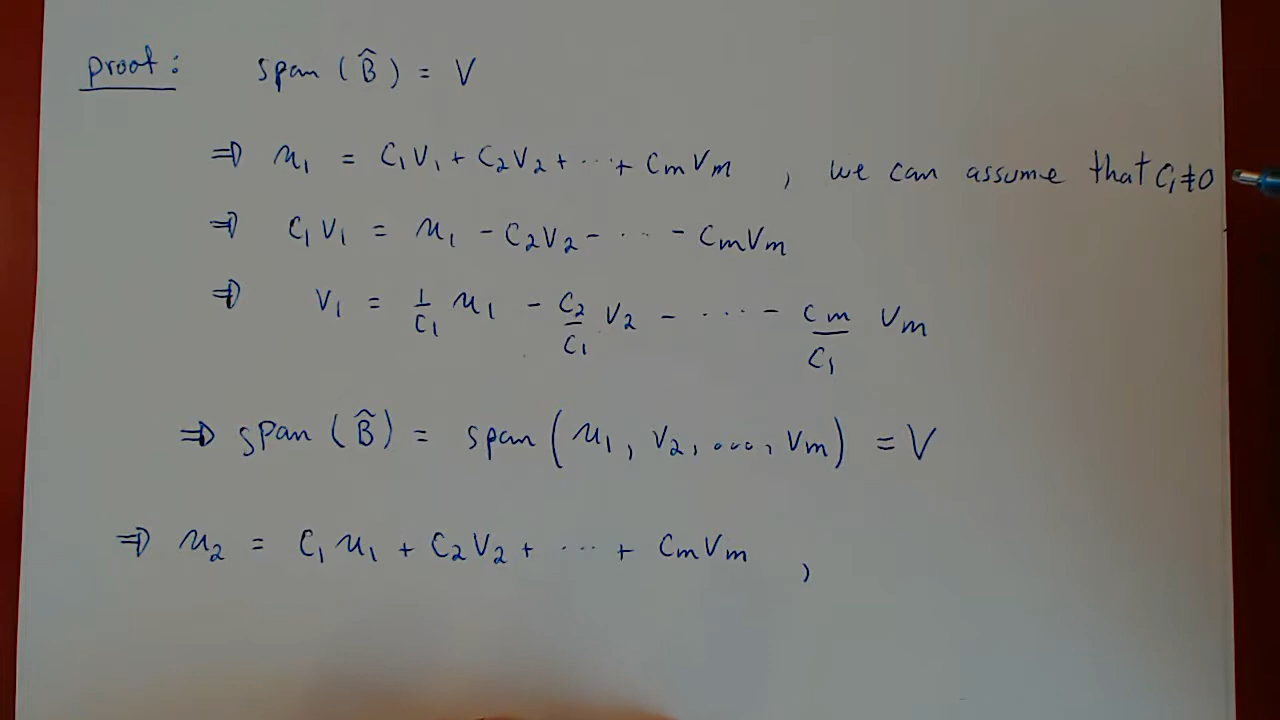 proof: span (B̂) = V
⇒ u₁ = C₁V₁ + C₂V₂ + ⋯ + CₘVₘ , we can assume that C₁≠0
⇒ C₁V₁ = u₁ - C₂V₂ - ⋯ - CₘVₘ
⇒ V₁ = 1/C₁ u₁ - C₂/C₁ V₂ - ⋯ - Cₘ/C₁ Vₘ
⇒ span (B̂) = span (u₁, V₂, ..., Vₘ) = V
⇒ u₂ = C₁u₁ + C₂V₂ + ⋯ + CₘVₘ ,